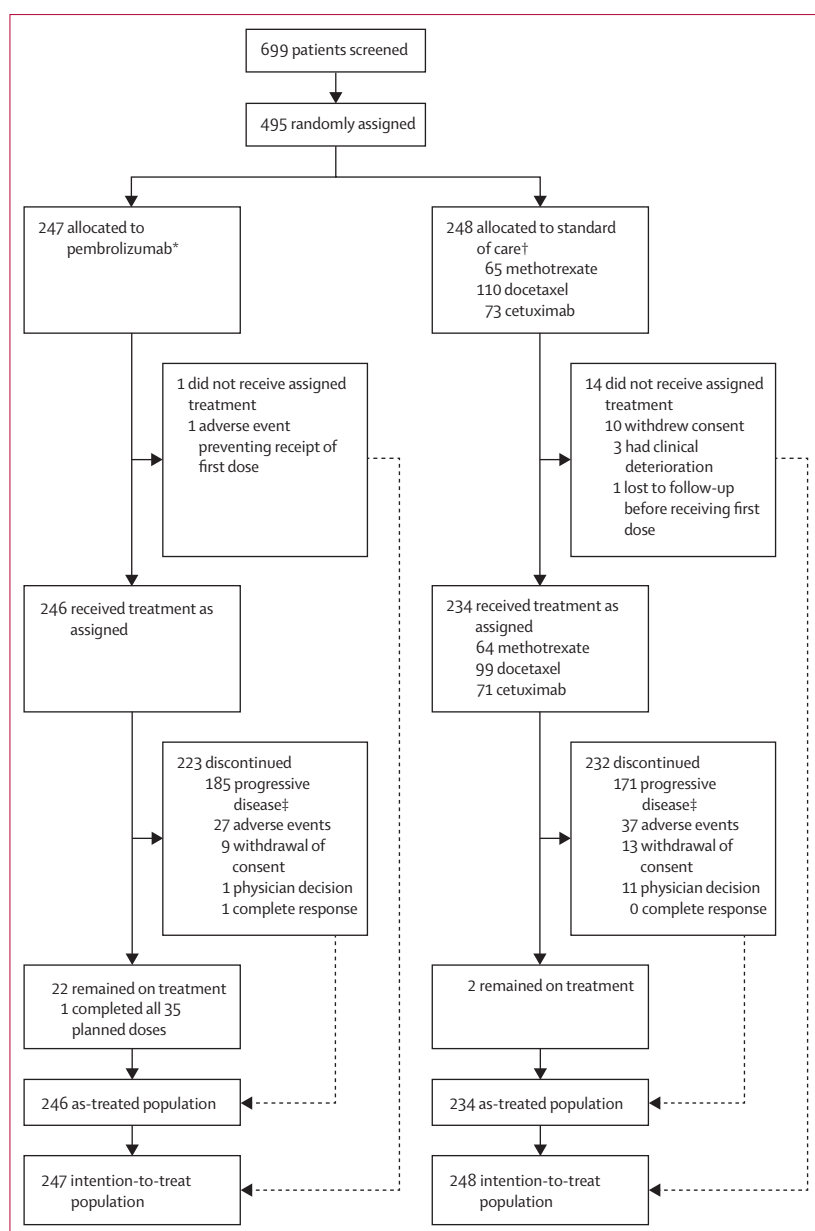 699 patients screened
495 randomly assigned
247 allocated to
pembrolizumab*
248 allocated to standard
of care†
65 methotrexate
110 docetaxel
73 cetuximab
1 did not receive assigned
treatment
1 adverse event
preventing receipt of
first dose
14 did not receive assigned
treatment
10 withdrew consent
3 had clinical
deterioration
1 lost to follow-up
before receiving first
dose
246 received treatment as
assigned
234 received treatment as
assigned
64 methotrexate
99 docetaxel
71 cetuximab
223 discontinued
185 progressive
disease‡
27 adverse events
9 withdrawal of
consent
1 physician decision
1 complete response
232 discontinued
171 progressive
disease‡
37 adverse events
13 withdrawal of
consent
11 physician decision
0 complete response
22 remained on treatment
1 completed all 35
planned doses
2 remained on treatment
246 as-treated population
234 as-treated population
247 intention-to-treat
population
248 intention-to-treat
population